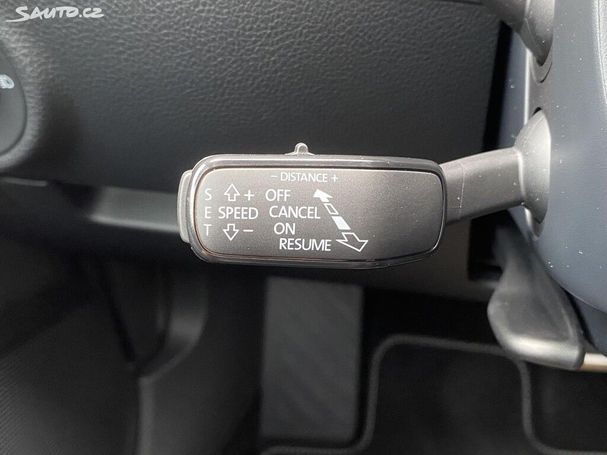 SAUTO.CZ
- DISTANCE +
S + OFF
E SPEED CANCEL
T - ON
RESUME